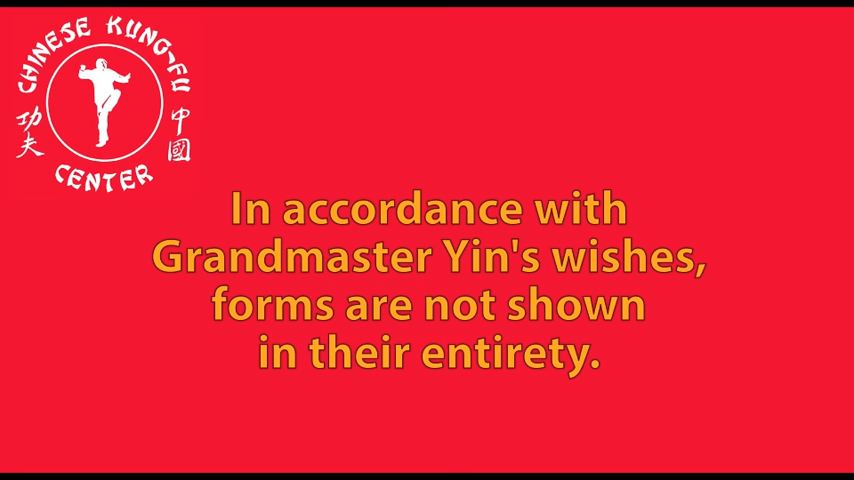 CHINESE KUNG-FU
功夫
中國
CENTER
In accordance with
Grandmaster Yin's wishes,
forms are not shown
in their entirety.